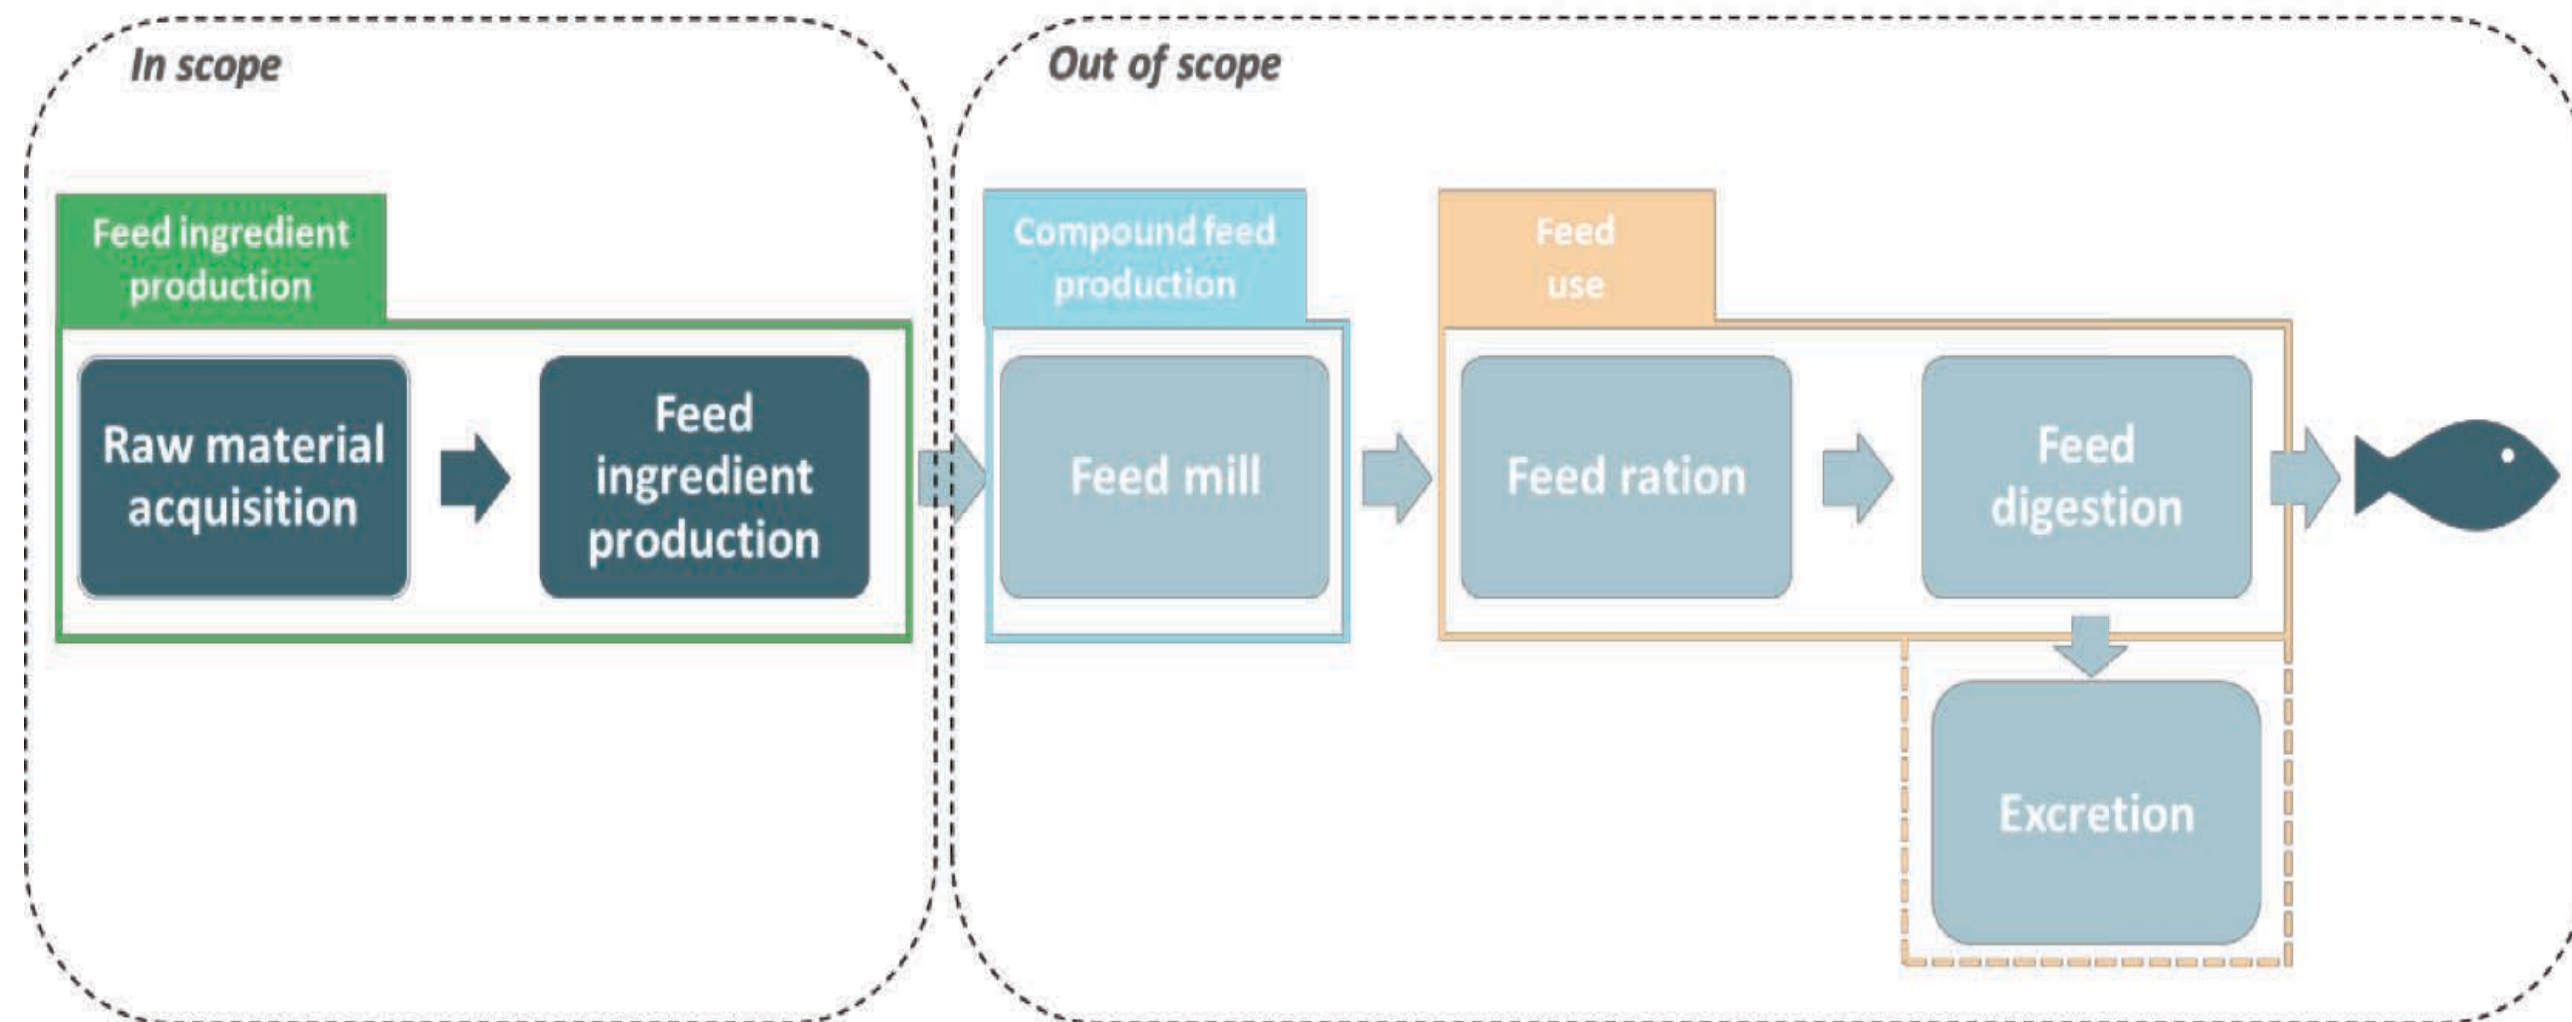 In scope
Out of scope
Feed ingredient
production
Compound feed
production
Feed
use
Raw material
acquisition
Feed
ingredient
production
Feed mill
Feed ration
Feed
digestion
Excretion